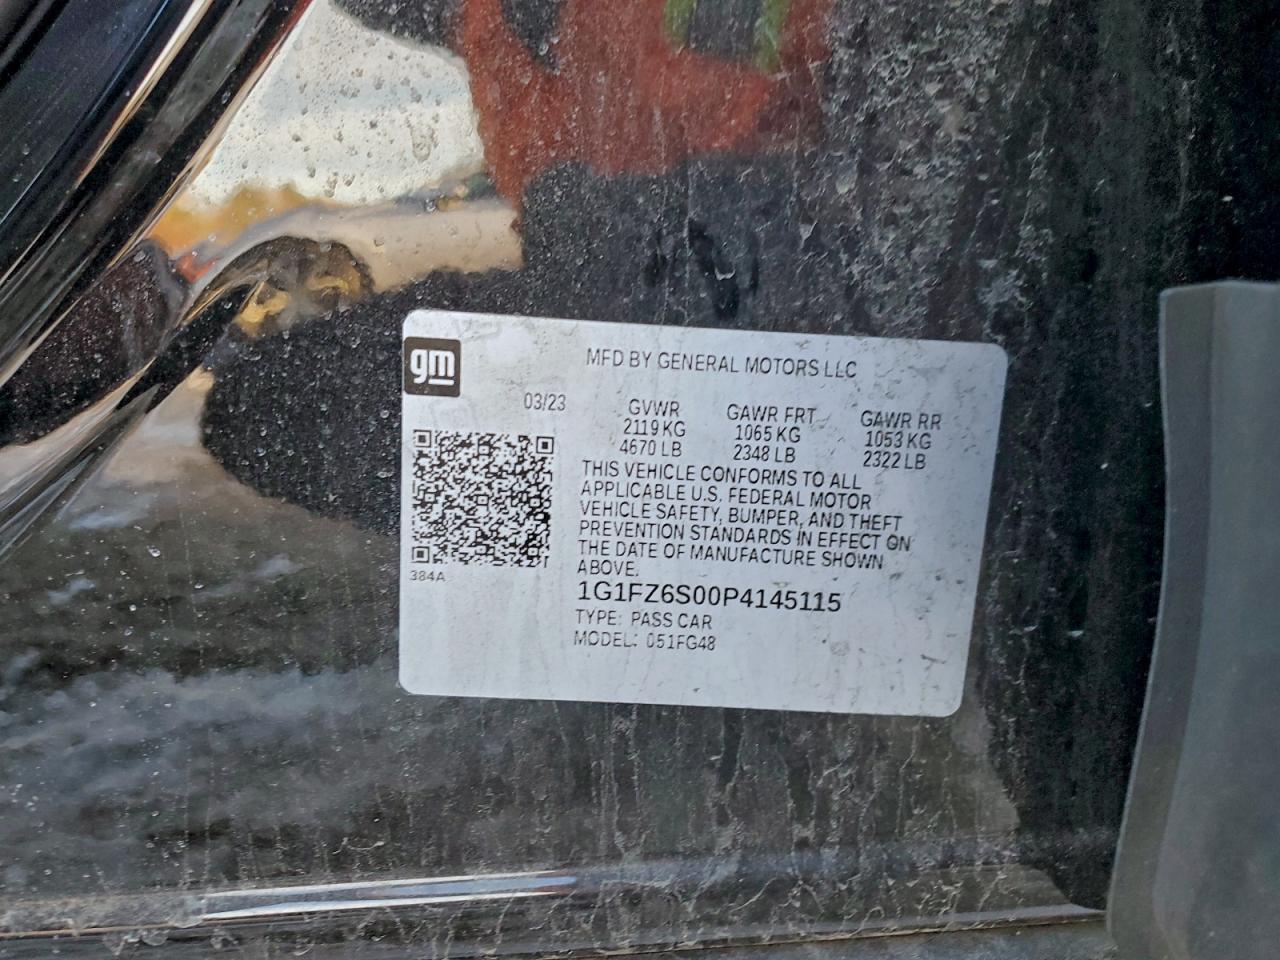 gm
MFD BY GENERAL MOTORS LLC
03/23 GVWR GAWR FRT GAWR RR
2119 KG 1065 KG 1053 KG
4670 LB 2348 LB 2322 LB
THIS VEHICLE CONFORMS TO ALL
APPLICABLE U.S. FEDERAL MOTOR
VEHICLE SAFETY, BUMPER, AND THEFT
PREVENTION STANDARDS IN EFFECT ON
THE DATE OF MANUFACTURE SHOWN
ABOVE.
384A
1G1FZ6S00P4145115
TYPE: PASS CAR
MODEL: 051FG48